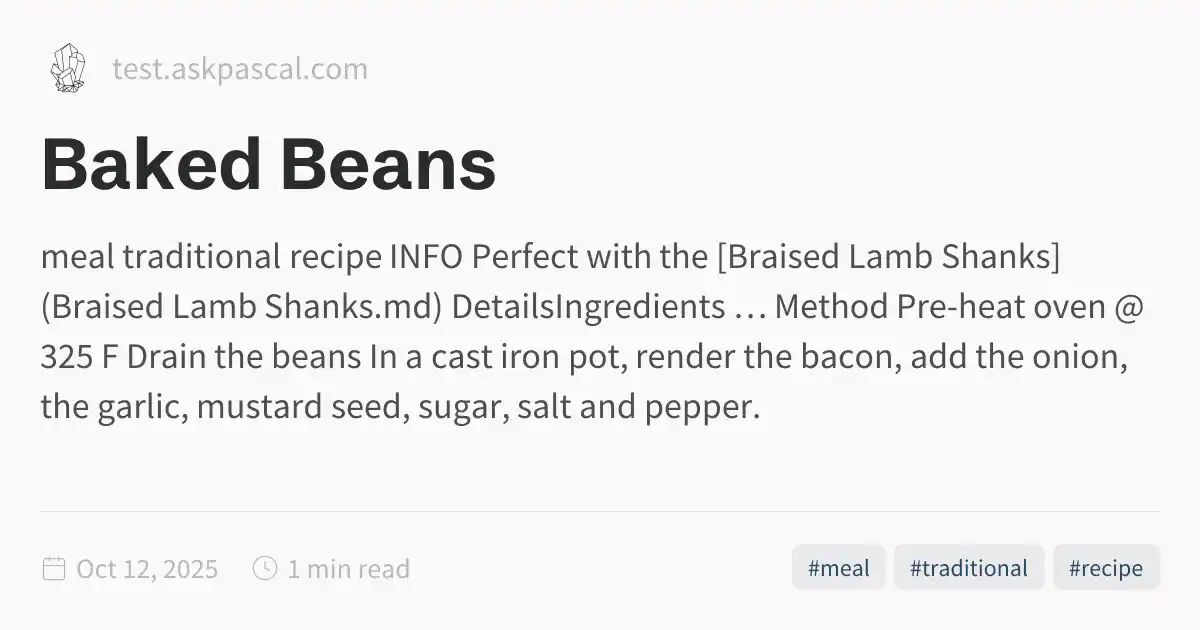 test.askpascal.com
Baked Beans
meal traditional recipe INFO Perfect with the [Braised Lamb Shanks]
(Braised Lamb Shanks.md) DetailsIngredients … Method Pre-heat oven @
325 F Drain the beans In a cast iron pot, render the bacon, add the onion,
the garlic, mustard seed, sugar, salt and pepper.
Oct 12, 2025 1 min read #meal #traditional #recipe